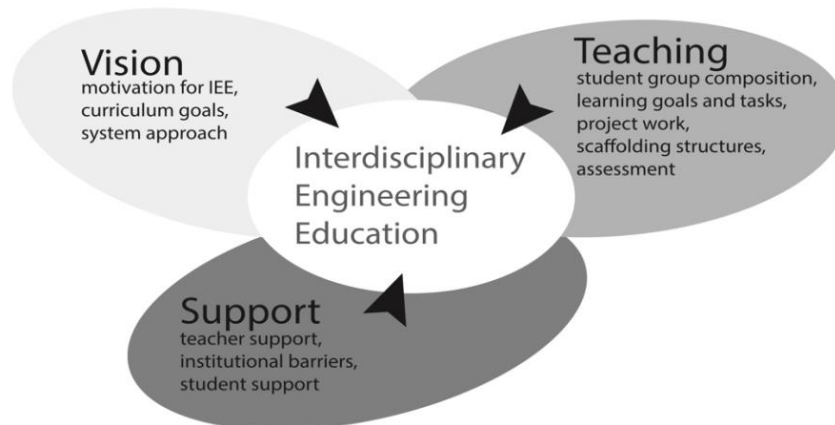 Vision
motivation for IEE,
curriculum goals,
system approach
Teaching
student group composition,
learning goals and tasks,
project work,
scaffolding structures,
assessment
Interdisciplinary
Engineering
Education
Support
teacher support,
institutional barriers,
student support